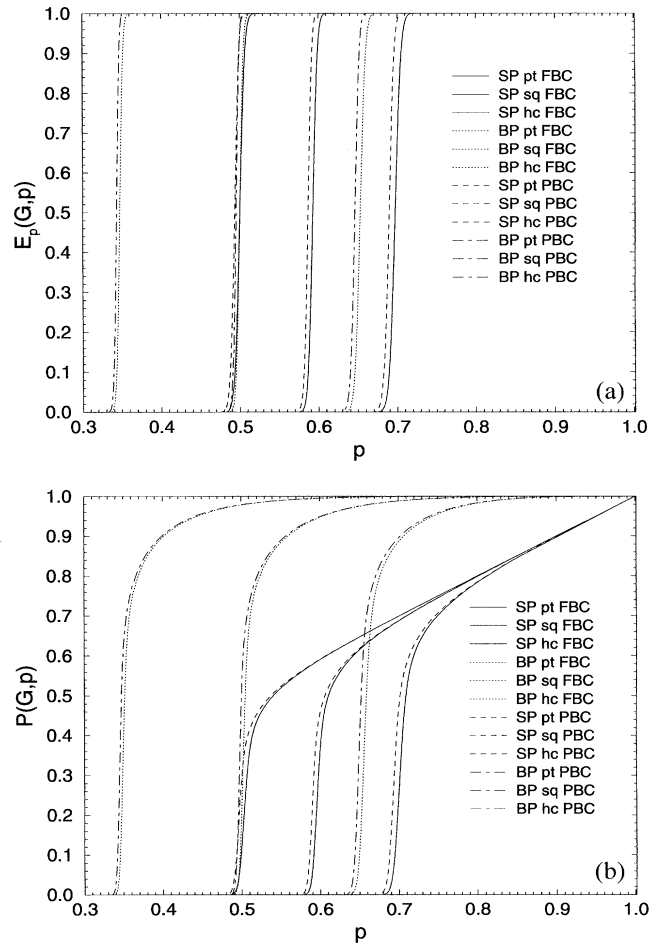 1.0
0.9
0.8
0.7
0.6
0.5
0.4
0.3
0.2
0.1
0.0
E_p(G,p)
0.3 0.4 0.5 0.6 0.7 0.8 0.9 1.0
p
SP pt FBC
SP sq FBC
SP hc FBC
BP pt FBC
BP sq FBC
BP hc FBC
SP pt PBC
SP sq PBC
SP hc PBC
BP pt PBC
BP sq PBC
BP hc PBC
(a)
1.0
0.9
0.8
0.7
0.6
0.5
0.4
0.3
0.2
0.1
0.0
P(G,p)
0.3 0.4 0.5 0.6 0.7 0.8 0.9 1.0
p
SP pt FBC
SP sq FBC
SP hc FBC
BP pt FBC
BP sq FBC
BP hc FBC
SP pt PBC
SP sq PBC
SP hc PBC
BP pt PBC
BP sq PBC
BP hc PBC
(b)